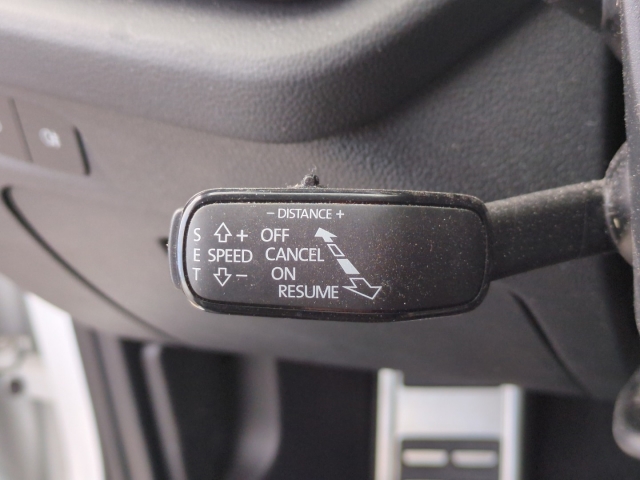 − DISTANCE +
S + OFF
E SPEED CANCEL
T − ON
RESUME